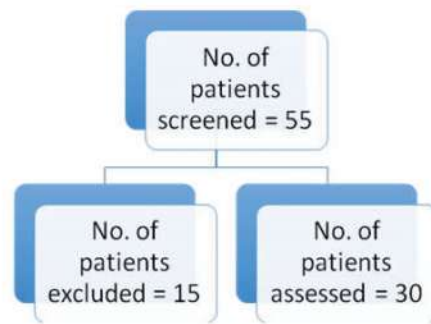 No. of
patients
screened = 55
No. of
patients
excluded = 15
No. of
patients
assessed = 30